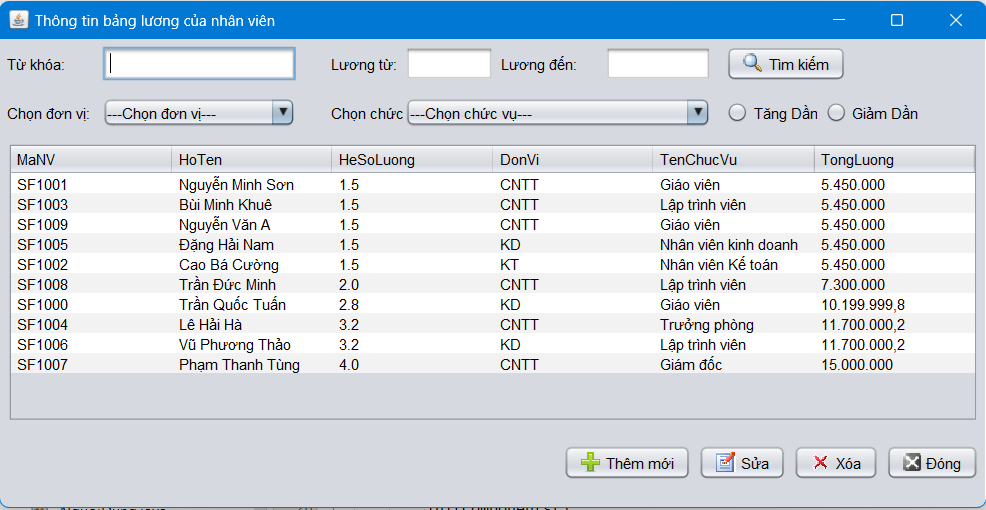 Thông tin bảng lương của nhân viên
Từ khóa: Lương từ: Lương đến: Tìm kiếm
Chọn đơn vị: ---Chọn đơn vị--- Chọn chức ---Chọn chức vụ--- Tăng Dần Giảm Dần
MaNV HoTen HeSoLuong DonVi TenChucVu TongLuong
SF1001 Nguyễn Minh Sơn 1.5 CNTT Giáo viên 5.450.000
SF1003 Bùi Minh Khuê 1.5 CNTT Lập trình viên 5.450.000
SF1009 Nguyễn Văn A 1.5 CNTT Giáo viên 5.450.000
SF1005 Đặng Hải Nam 1.5 KD Nhân viên kinh doanh 5.450.000
SF1002 Cao Bá Cường 1.5 KT Nhân viên Kế toán 5.450.000
SF1008 Trần Đức Minh 2.0 CNTT Lập trình viên 7.300.000
SF1000 Trần Quốc Tuấn 2.8 KD Giáo viên 10.199.999,8
SF1004 Lê Hải Hà 3.2 CNTT Trưởng phòng 11.700.000,2
SF1006 Vũ Phương Thảo 3.2 KD Lập trình viên 11.700.000,2
SF1007 Phạm Thanh Tùng 4.0 CNTT Giám đốc 15.000.000
Thêm mới Sửa Xóa Đóng